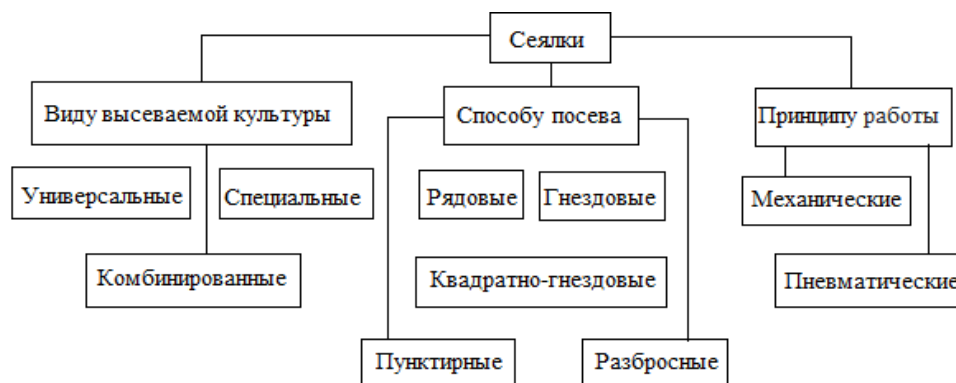 Сеялки
Виду высеваемой культуры
Способу посева
Принципу работы
Универсальные
Специальные
Рядовые
Гнездовые
Механические
Комбинированные
Квадратно-гнездовые
Пневматические
Пунктирные
Разбросные